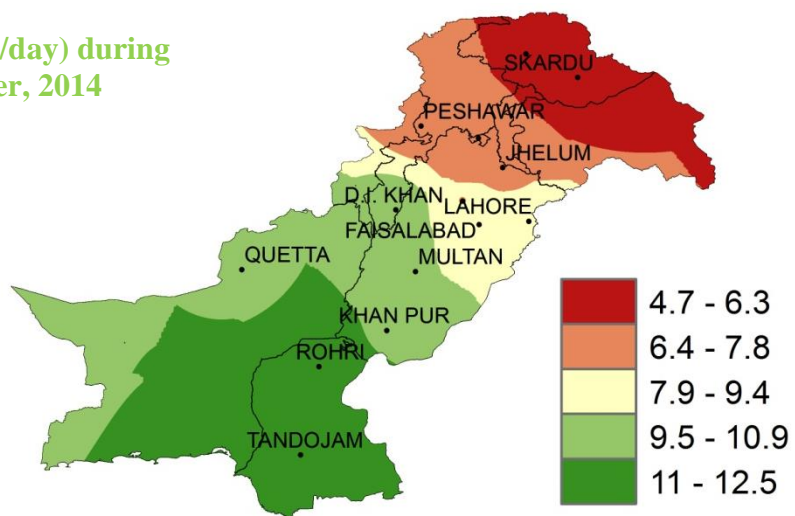 /day) during
er, 2014
SKARDU
PESHAWAR
JHELUM
D.I. KHAN
LAHORE
FAISALABAD
QUETTA
MULTAN
KHAN PUR
ROHRI
TANDOJAM
4.7 - 6.3
6.4 - 7.8
7.9 - 9.4
9.5 - 10.9
11 - 12.5